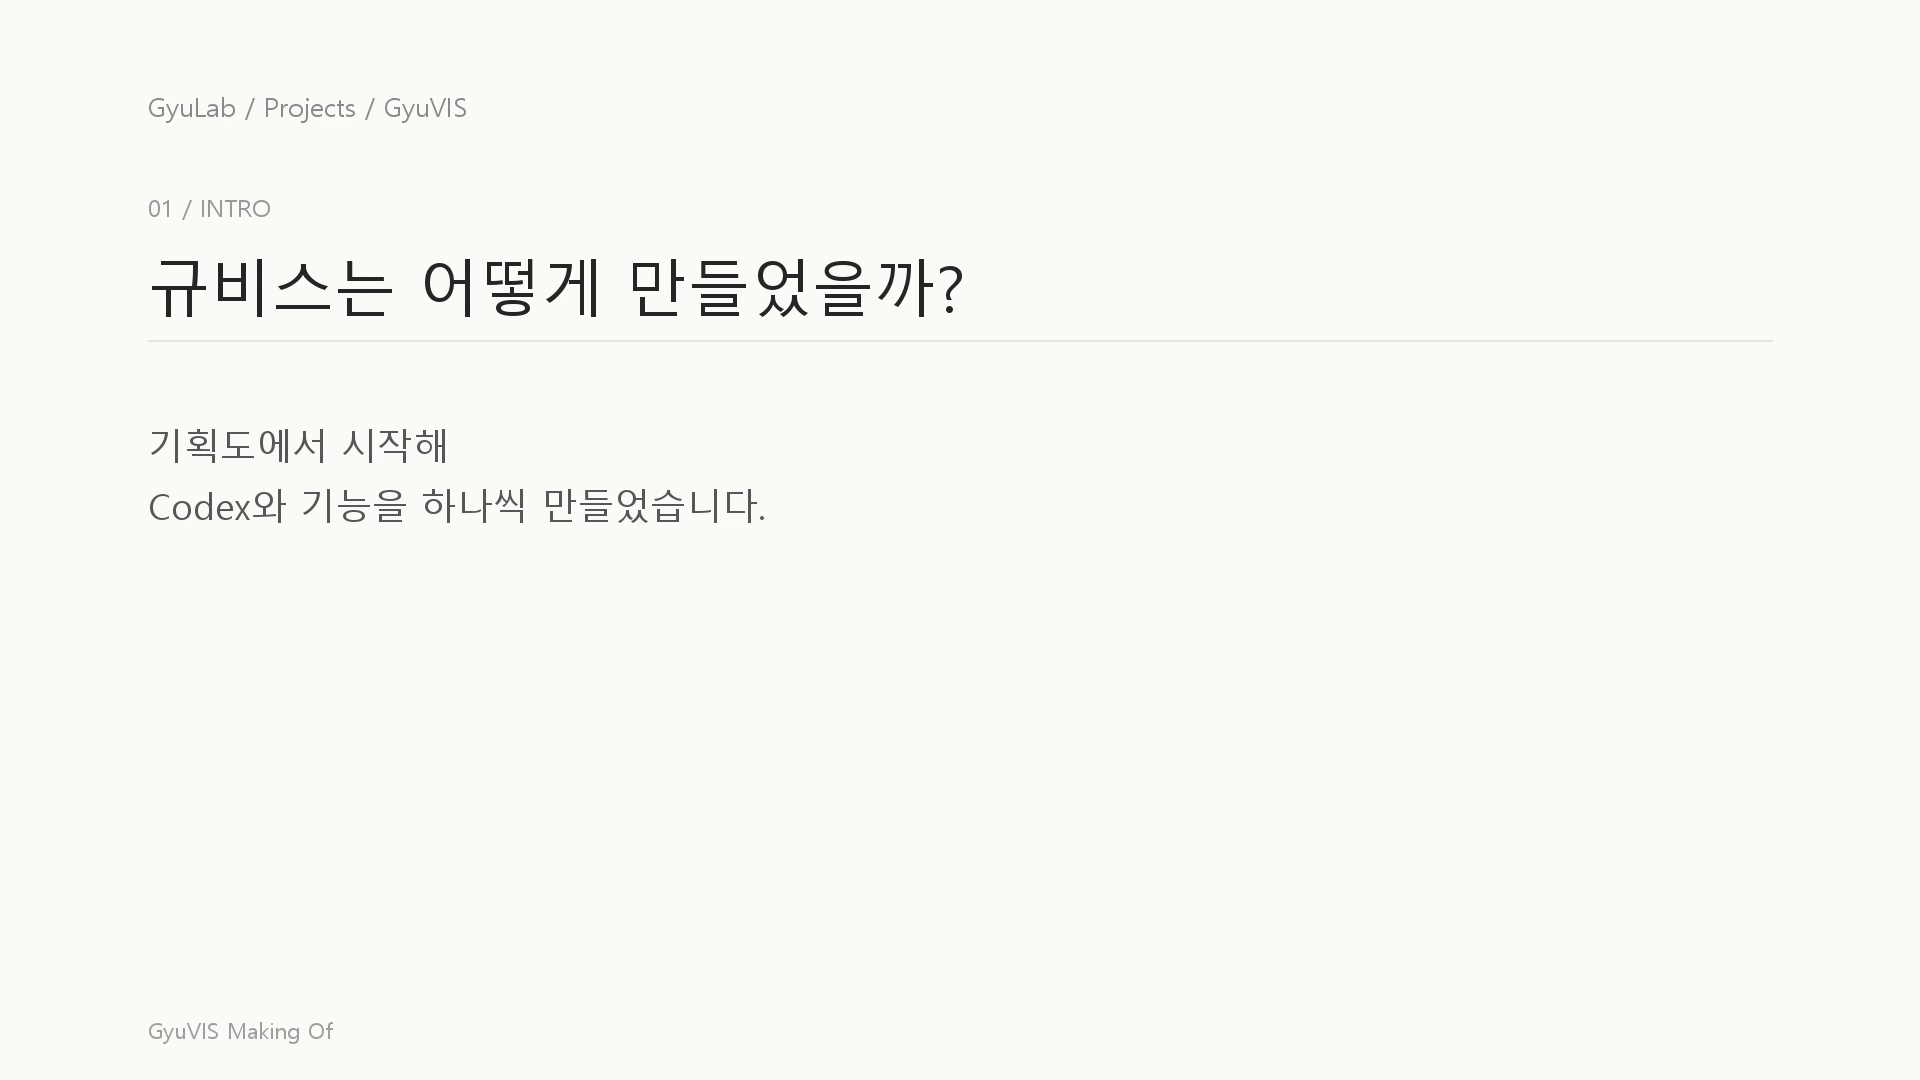 GyuLab / Projects / GyuVIS
01 / INTRO
규비스는 어떻게 만들었을까?
기획도에서 시작해
Codex와 기능을 하나씩 만들었습니다.
GyuVIS Making Of